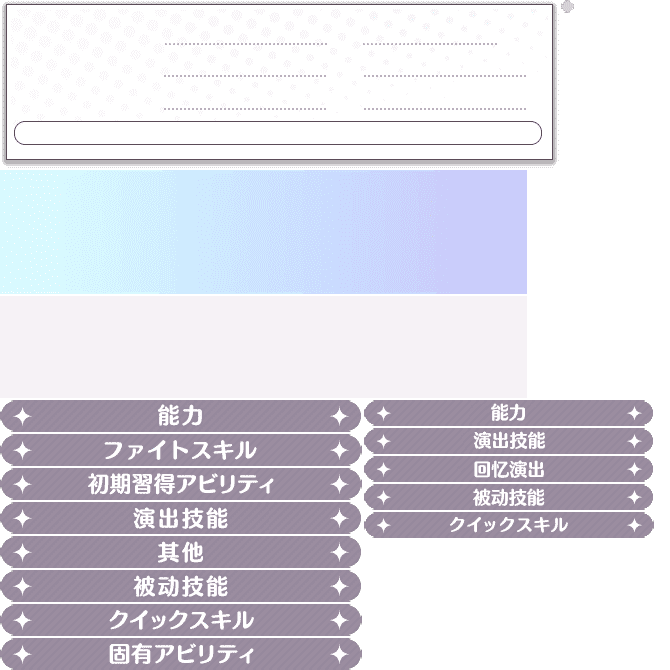 能力
ファイトスキル
初期習得アビリティ
演出技能
其他
被动技能
クイックスキル
固有アビリティ
能力
演出技能
回忆演出
被动技能
クイックスキル